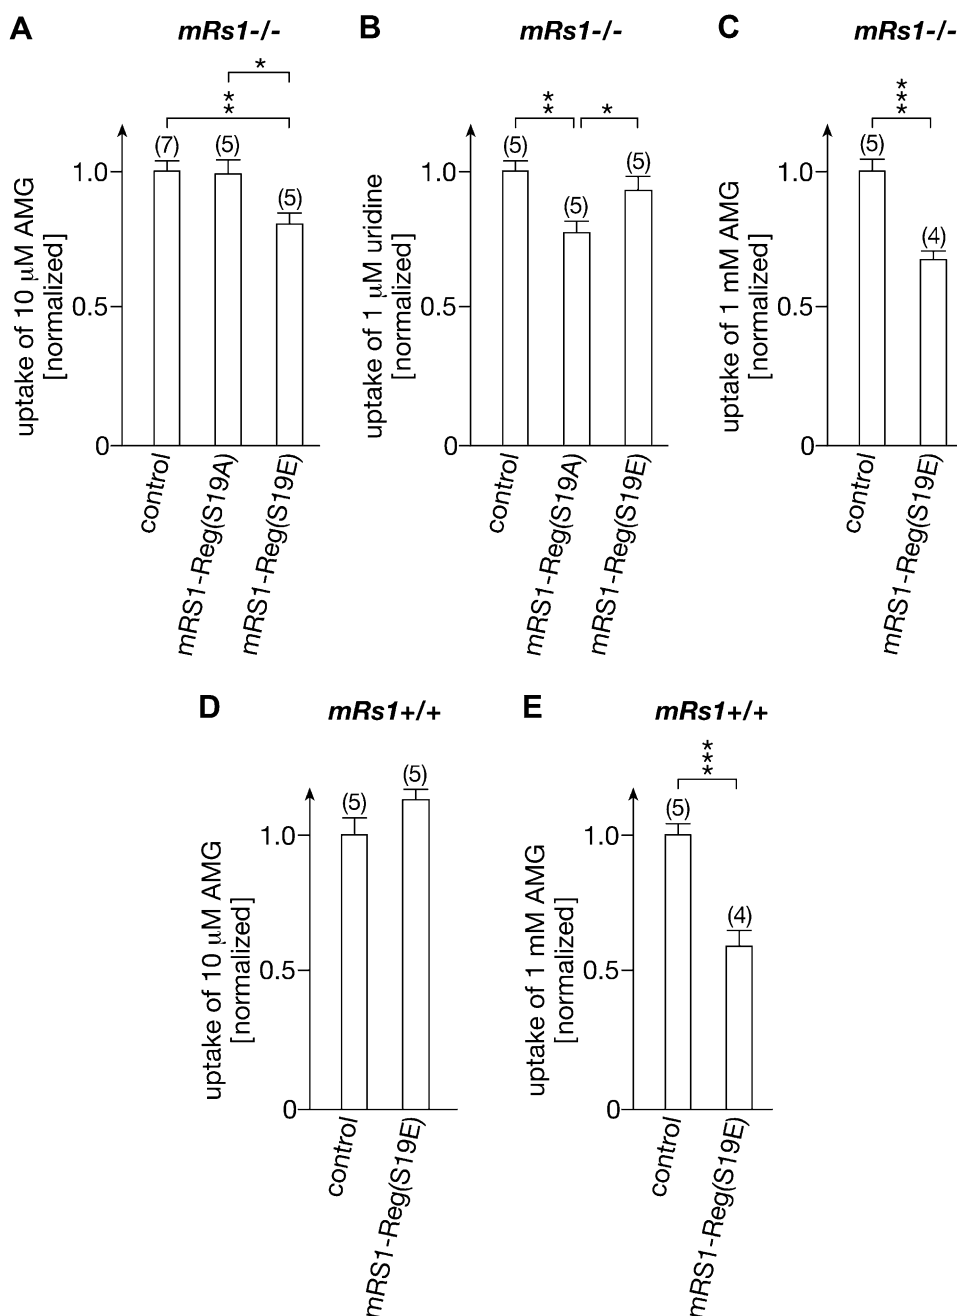 A
mRs1-/-
*
*
*
(7)
(5)
(5)
1.0
0.5
0
uptake of 10 µM AMG
[normalized]
control
mRS1-Reg(S19A)
mRS1-Reg(S19E)
B
mRs1-/-
*
*
*
(5)
(5)
(5)
1.0
0.5
0
uptake of 1 µM uridine
[normalized]
control
mRS1-Reg(S19A)
mRS1-Reg(S19E)
C
mRs1-/-
*
*
*
(5)
(4)
1.0
0.5
0
uptake of 1 mM AMG
[normalized]
control
mRS1-Reg(S19E)
D
mRs1+/+
(5)
(5)
1.0
0.5
0
uptake of 10 µM AMG
[normalized]
control
mRS1-Reg(S19E)
E
mRs1+/+
*
*
*
(5)
(4)
1.0
0.5
0
uptake of 1 mM AMG
[normalized]
control
mRS1-Reg(S19E)